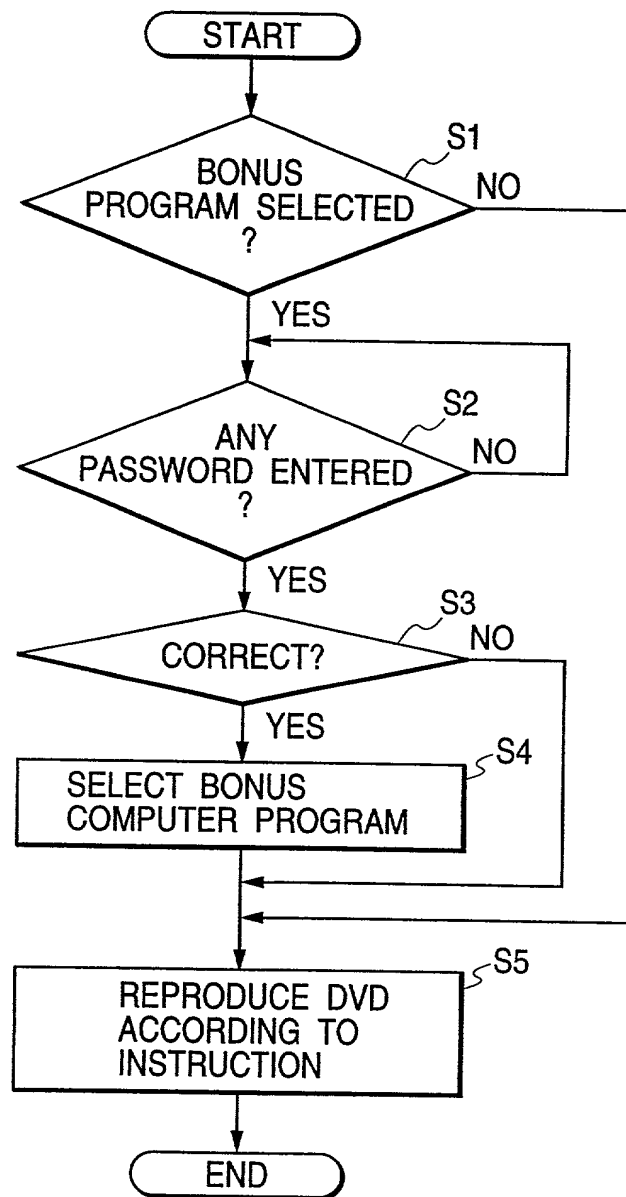 START
S1
BONUS
PROGRAM SELECTED
?
NO
YES
S2
ANY
PASSWORD ENTERED
?
NO
YES
S3
CORRECT?
NO
YES
S4
SELECT BONUS
COMPUTER PROGRAM
S5
REPRODUCE DVD
ACCORDING TO
INSTRUCTION
END